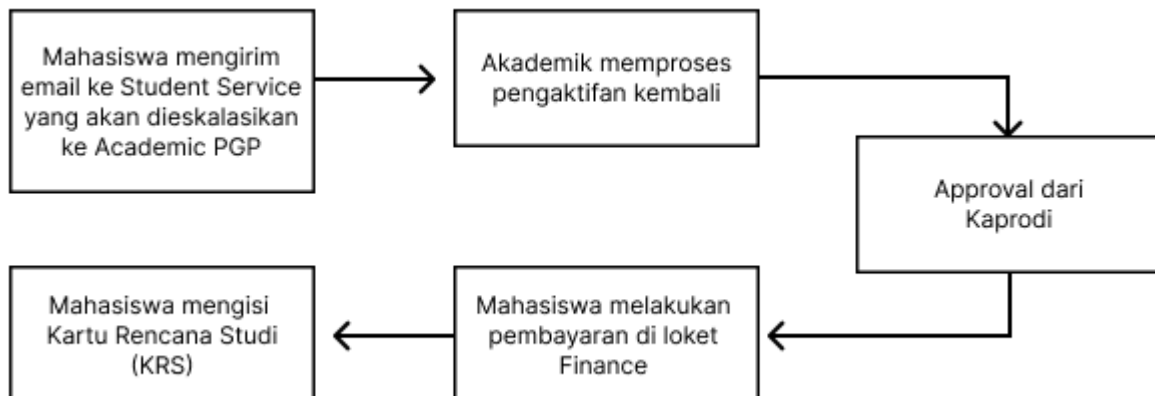 Mahasiswa mengirim
email ke Student Service
yang akan dieskalasikan
ke Academic PGP
Akademik memproses
pengaktifan kembali
Approval dari
Kaprodi
Mahasiswa melakukan
pembayaran di loket
Finance
Mahasiswa mengisi
Kartu Rencana Studi
(KRS)